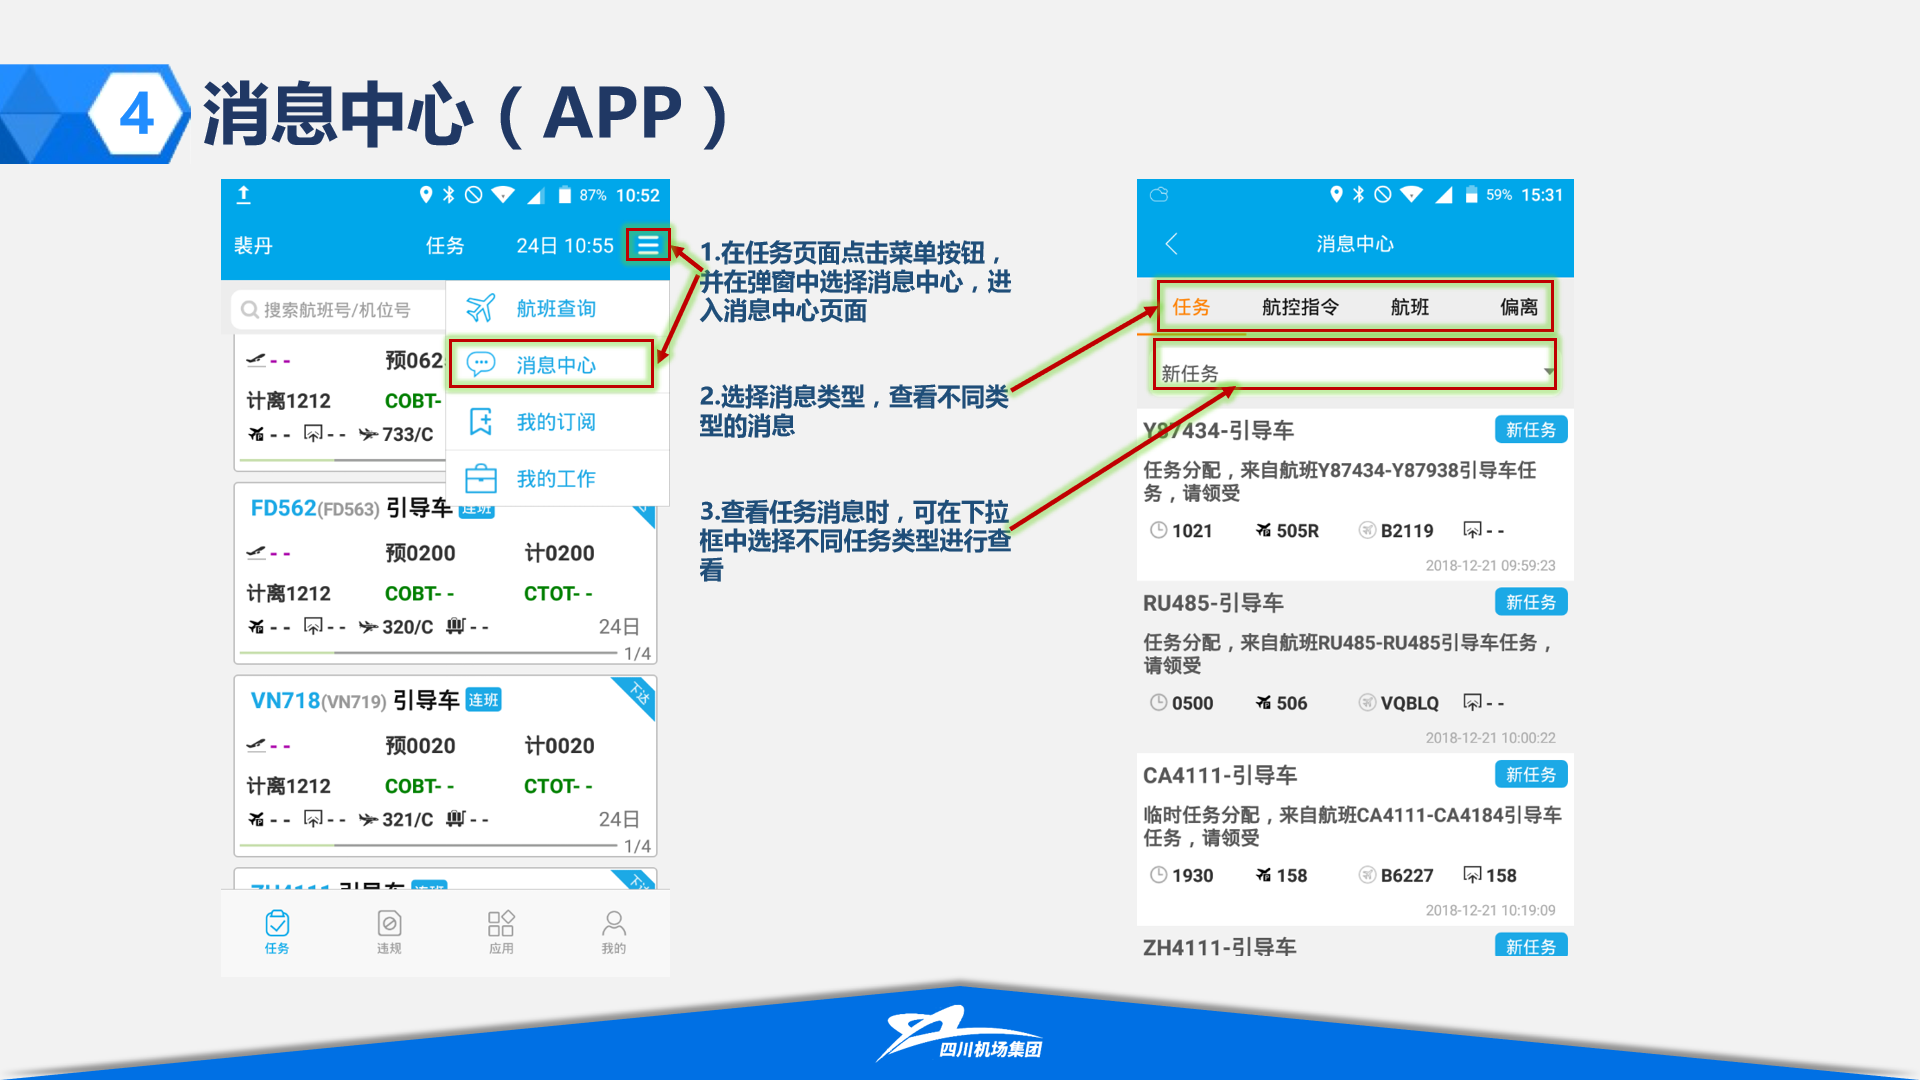 4
消息中心（APP）
87% 10:52
裴丹 任务 24日 10:55
搜索航班号/机位号
航班查询
消息中心
我的订阅
我的工作
- - 预062
计离1212 COBT-
- - - - 733/C
FD562(FD563) 引导车 连班
- - 预0200 计0200
计离1212 COBT- - CTOT- -
- - - - 320/C - - 24日
1/4
VN718(VN719) 引导车 连班 下达
- - 预0020 计0020
计离1212 COBT- - CTOT- -
- - - - 321/C - - 24日
1/4
ZH4111 引导车 连班 下达
任务 违规 应用 我的
1.在任务页面点击菜单按钮，
并在弹窗中选择消息中心，进
入消息中心页面
2.选择消息类型，查看不同类
型的消息
3.查看任务消息时，可在下拉
框中选择不同任务类型进行查
看
59% 15:31
消息中心
任务 航控指令 航班 偏离
新任务
Y87434-引导车 新任务
任务分配，来自航班Y87434-Y87938引导车任
务，请领受
1021 505R B2119 - -
2018-12-21 09:59:23
RU485-引导车 新任务
任务分配，来自航班RU485-RU485引导车任务，
请领受
0500 506 VQBLQ - -
2018-12-21 10:00:22
CA4111-引导车 新任务
临时任务分配，来自航班CA4111-CA4184引导车
任务，请领受
1930 158 B6227 158
2018-12-21 10:19:09
ZH4111-引导车 新任务
四川机场集团